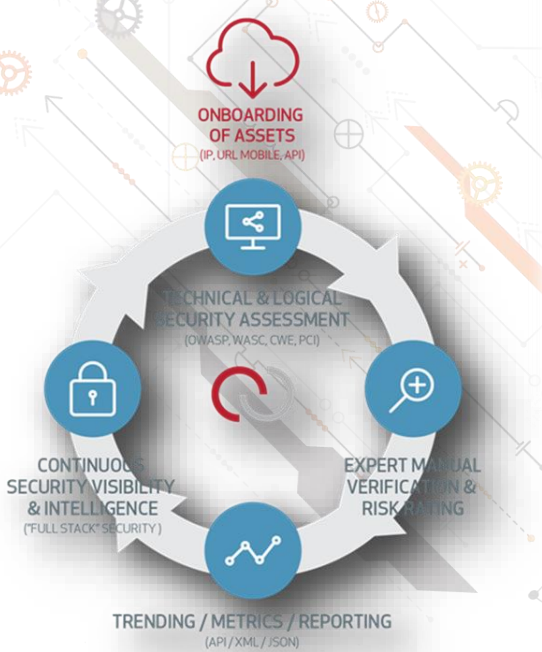 ONBOARDING
OF ASSETS
(IP, URL MOBILE, API)
TECHNICAL & LOGICAL
SECURITY ASSESSMENT
(OWASP, WASC, CWE, PCI)
EXPERT MANUAL
VERIFICATION &
RISK RATING
TRENDING / METRICS / REPORTING
(API / XML / JSON)
CONTINUOUS
SECURITY VISIBILITY
& INTELLIGENCE
("FULL STACK" SECURITY )